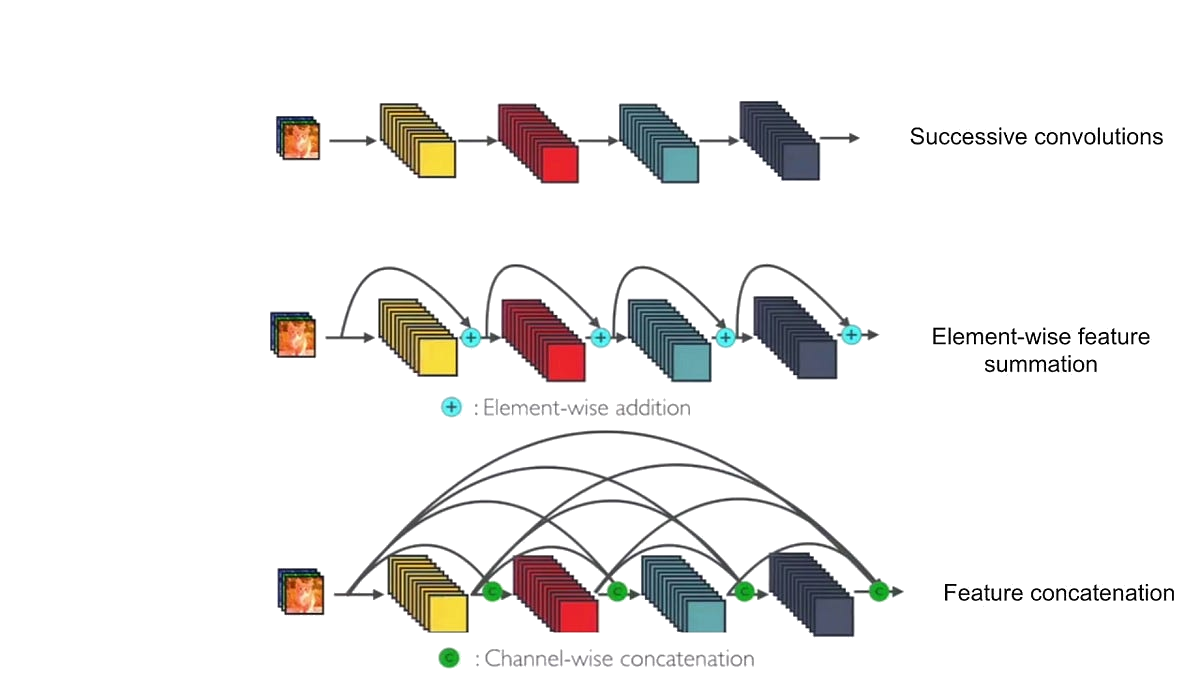 Successive convolutions
Element-wise feature
summation
+ : Element-wise addition
Feature concatenation
C : Channel-wise concatenation